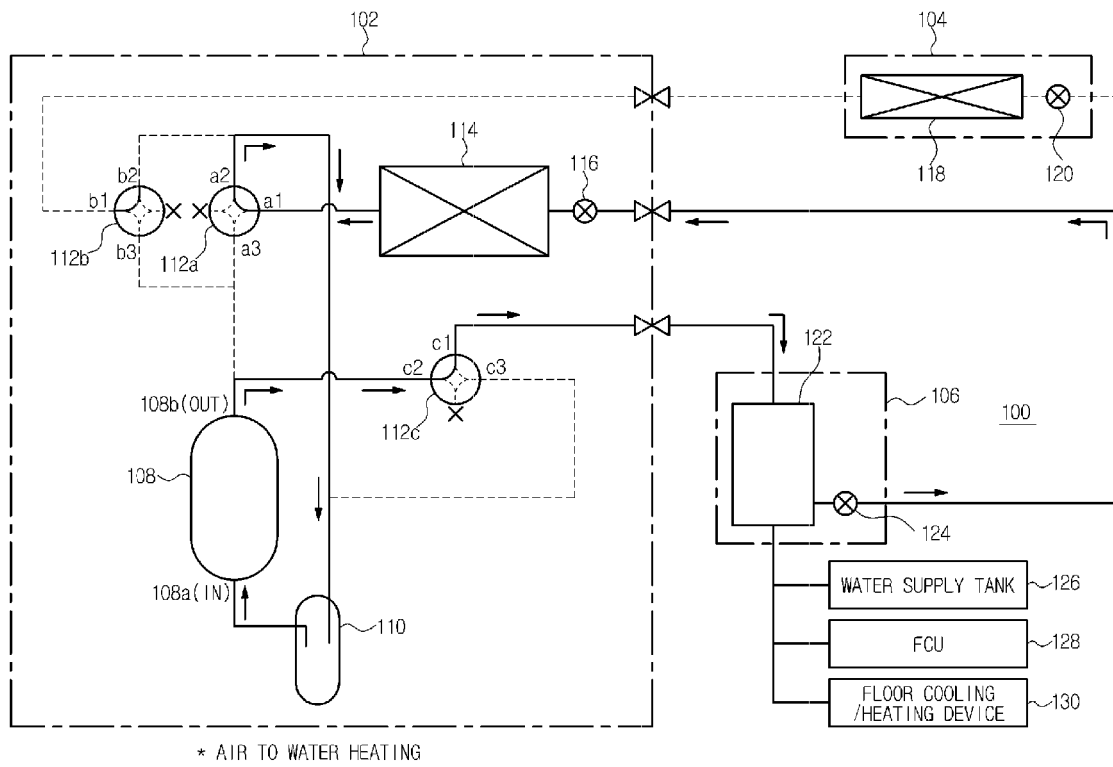 102
104
114
116
118
120
b2
a2
b1
a1
b3
a3
112b
112a
c1
c2
c3
122
106
100
108b(OUT)
112c
108
124
108a(IN)
110
WATER SUPPLY TANK
126
FCU
128
FLOOR COOLING
/HEATING DEVICE
130
* AIR TO WATER HEATING